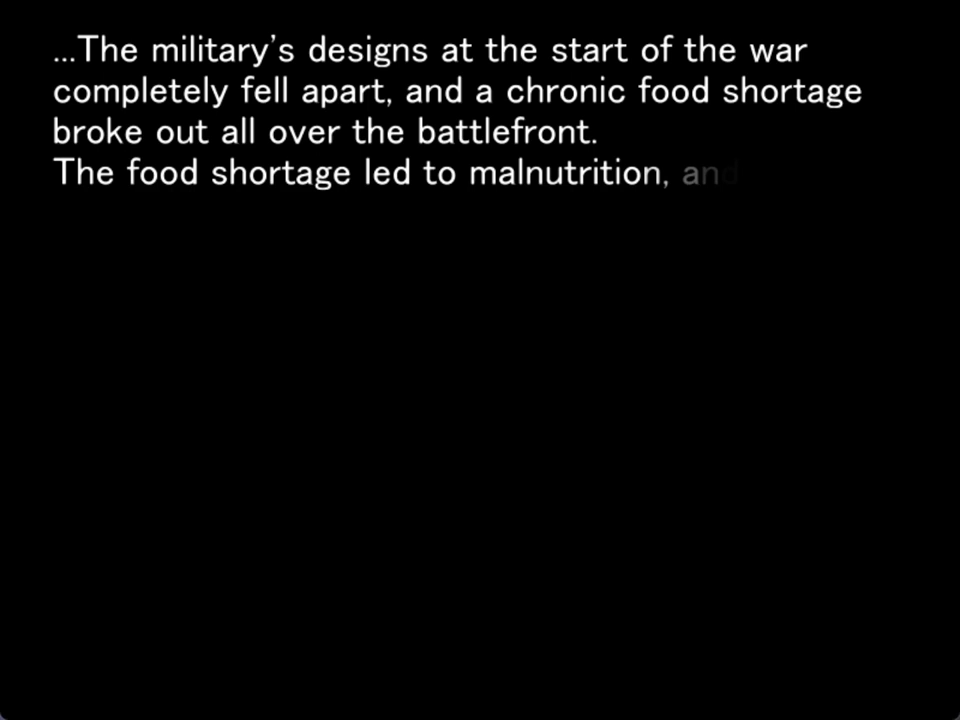 ...The military's designs at the start of the war
completely fell apart, and a chronic food shortage
broke out all over the battlefront.
The food shortage led to malnutrition, and